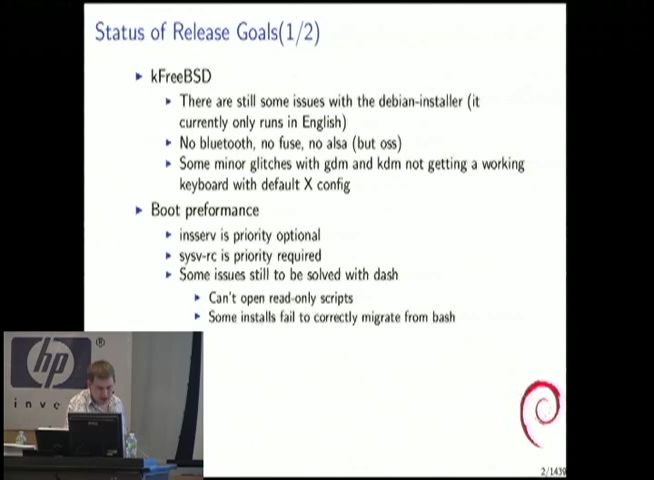 Status of Release Goals(1/2)
kFreeBSD
There are still some issues with the debian-installer (it
currently only runs in English)
No bluetooth, no fuse, no alsa (but oss)
Some minor glitches with gdm and kdm not getting a working
keyboard with default X config
Boot preformance
insserv is priority optional
sysv-rc is priority required
Some issues still to be solved with dash
Can't open read-only scripts
Some installs fail to correctly migrate from bash
hp ®
inve
2/1439